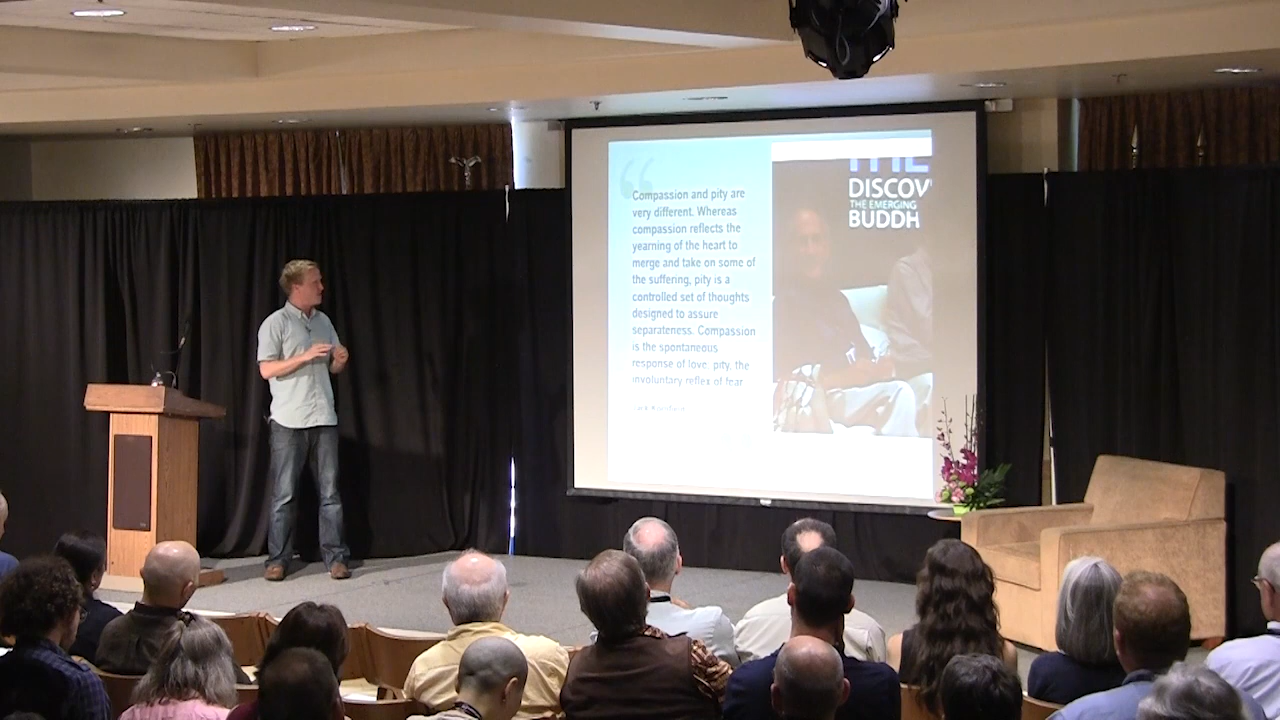 “
Compassion and pity are
very different. Whereas
compassion reflects the
yearning of the heart to
merge and take on some of
the suffering, pity is a
controlled set of thoughts
designed to assure
separateness. Compassion
is the spontaneous
response of love, pity, the
involuntary reflex of fear.
THE
DISCOV
THE EMERGING
BUDDH